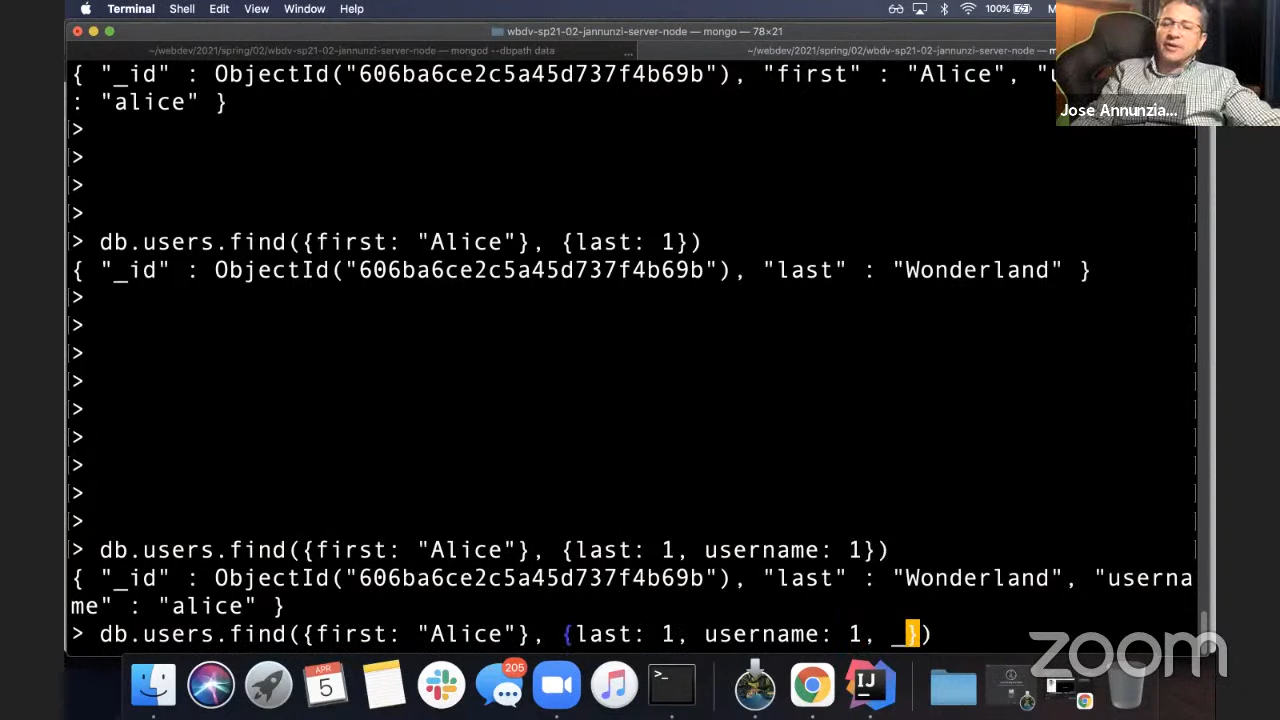 Terminal Shell Edit View Window Help 100%
wbdv-sp21-02-jannunzi-server-node — mongo — 78×21
~/webdev/2021/spring/02/wbdv-sp21-02-jannunzi-server-node — mongod --dbpath data ... ~/webdev/2021/spring/02/wbdv-sp21-02-jannunzi-server-node — mongo
{ "_id" : ObjectId("606ba6ce2c5a45d737f4b69b"), "first" : "Alice", "u
: "alice" }
>
>
>
>
> db.users.find({first: "Alice"}, {last: 1})
{ "_id" : ObjectId("606ba6ce2c5a45d737f4b69b"), "last" : "Wonderland" }
>
>
>
>
>
>
>
>
>
> db.users.find({first: "Alice"}, {last: 1, username: 1})
{ "_id" : ObjectId("606ba6ce2c5a45d737f4b69b"), "last" : "Wonderland", "userna
me" : "alice" }
> db.users.find({first: "Alice"}, {last: 1, username: 1, _})
Jose Annunzia...
zoom
APR
5
205
>_
IJ